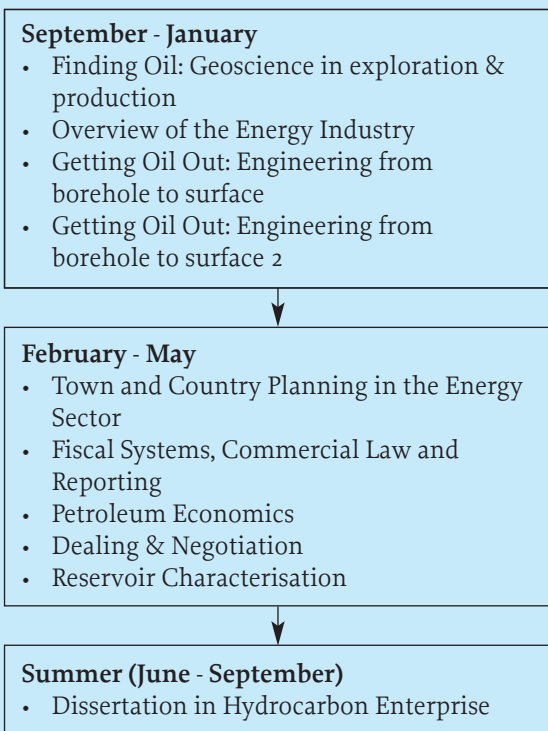 September - January
• Finding Oil: Geoscience in exploration &
production
• Overview of the Energy Industry
• Getting Oil Out: Engineering from
borehole to surface
• Getting Oil Out: Engineering from
borehole to surface 2
February - May
• Town and Country Planning in the Energy
Sector
• Fiscal Systems, Commercial Law and
Reporting
• Petroleum Economics
• Dealing & Negotiation
• Reservoir Characterisation
Summer (June - September)
• Dissertation in Hydrocarbon Enterprise